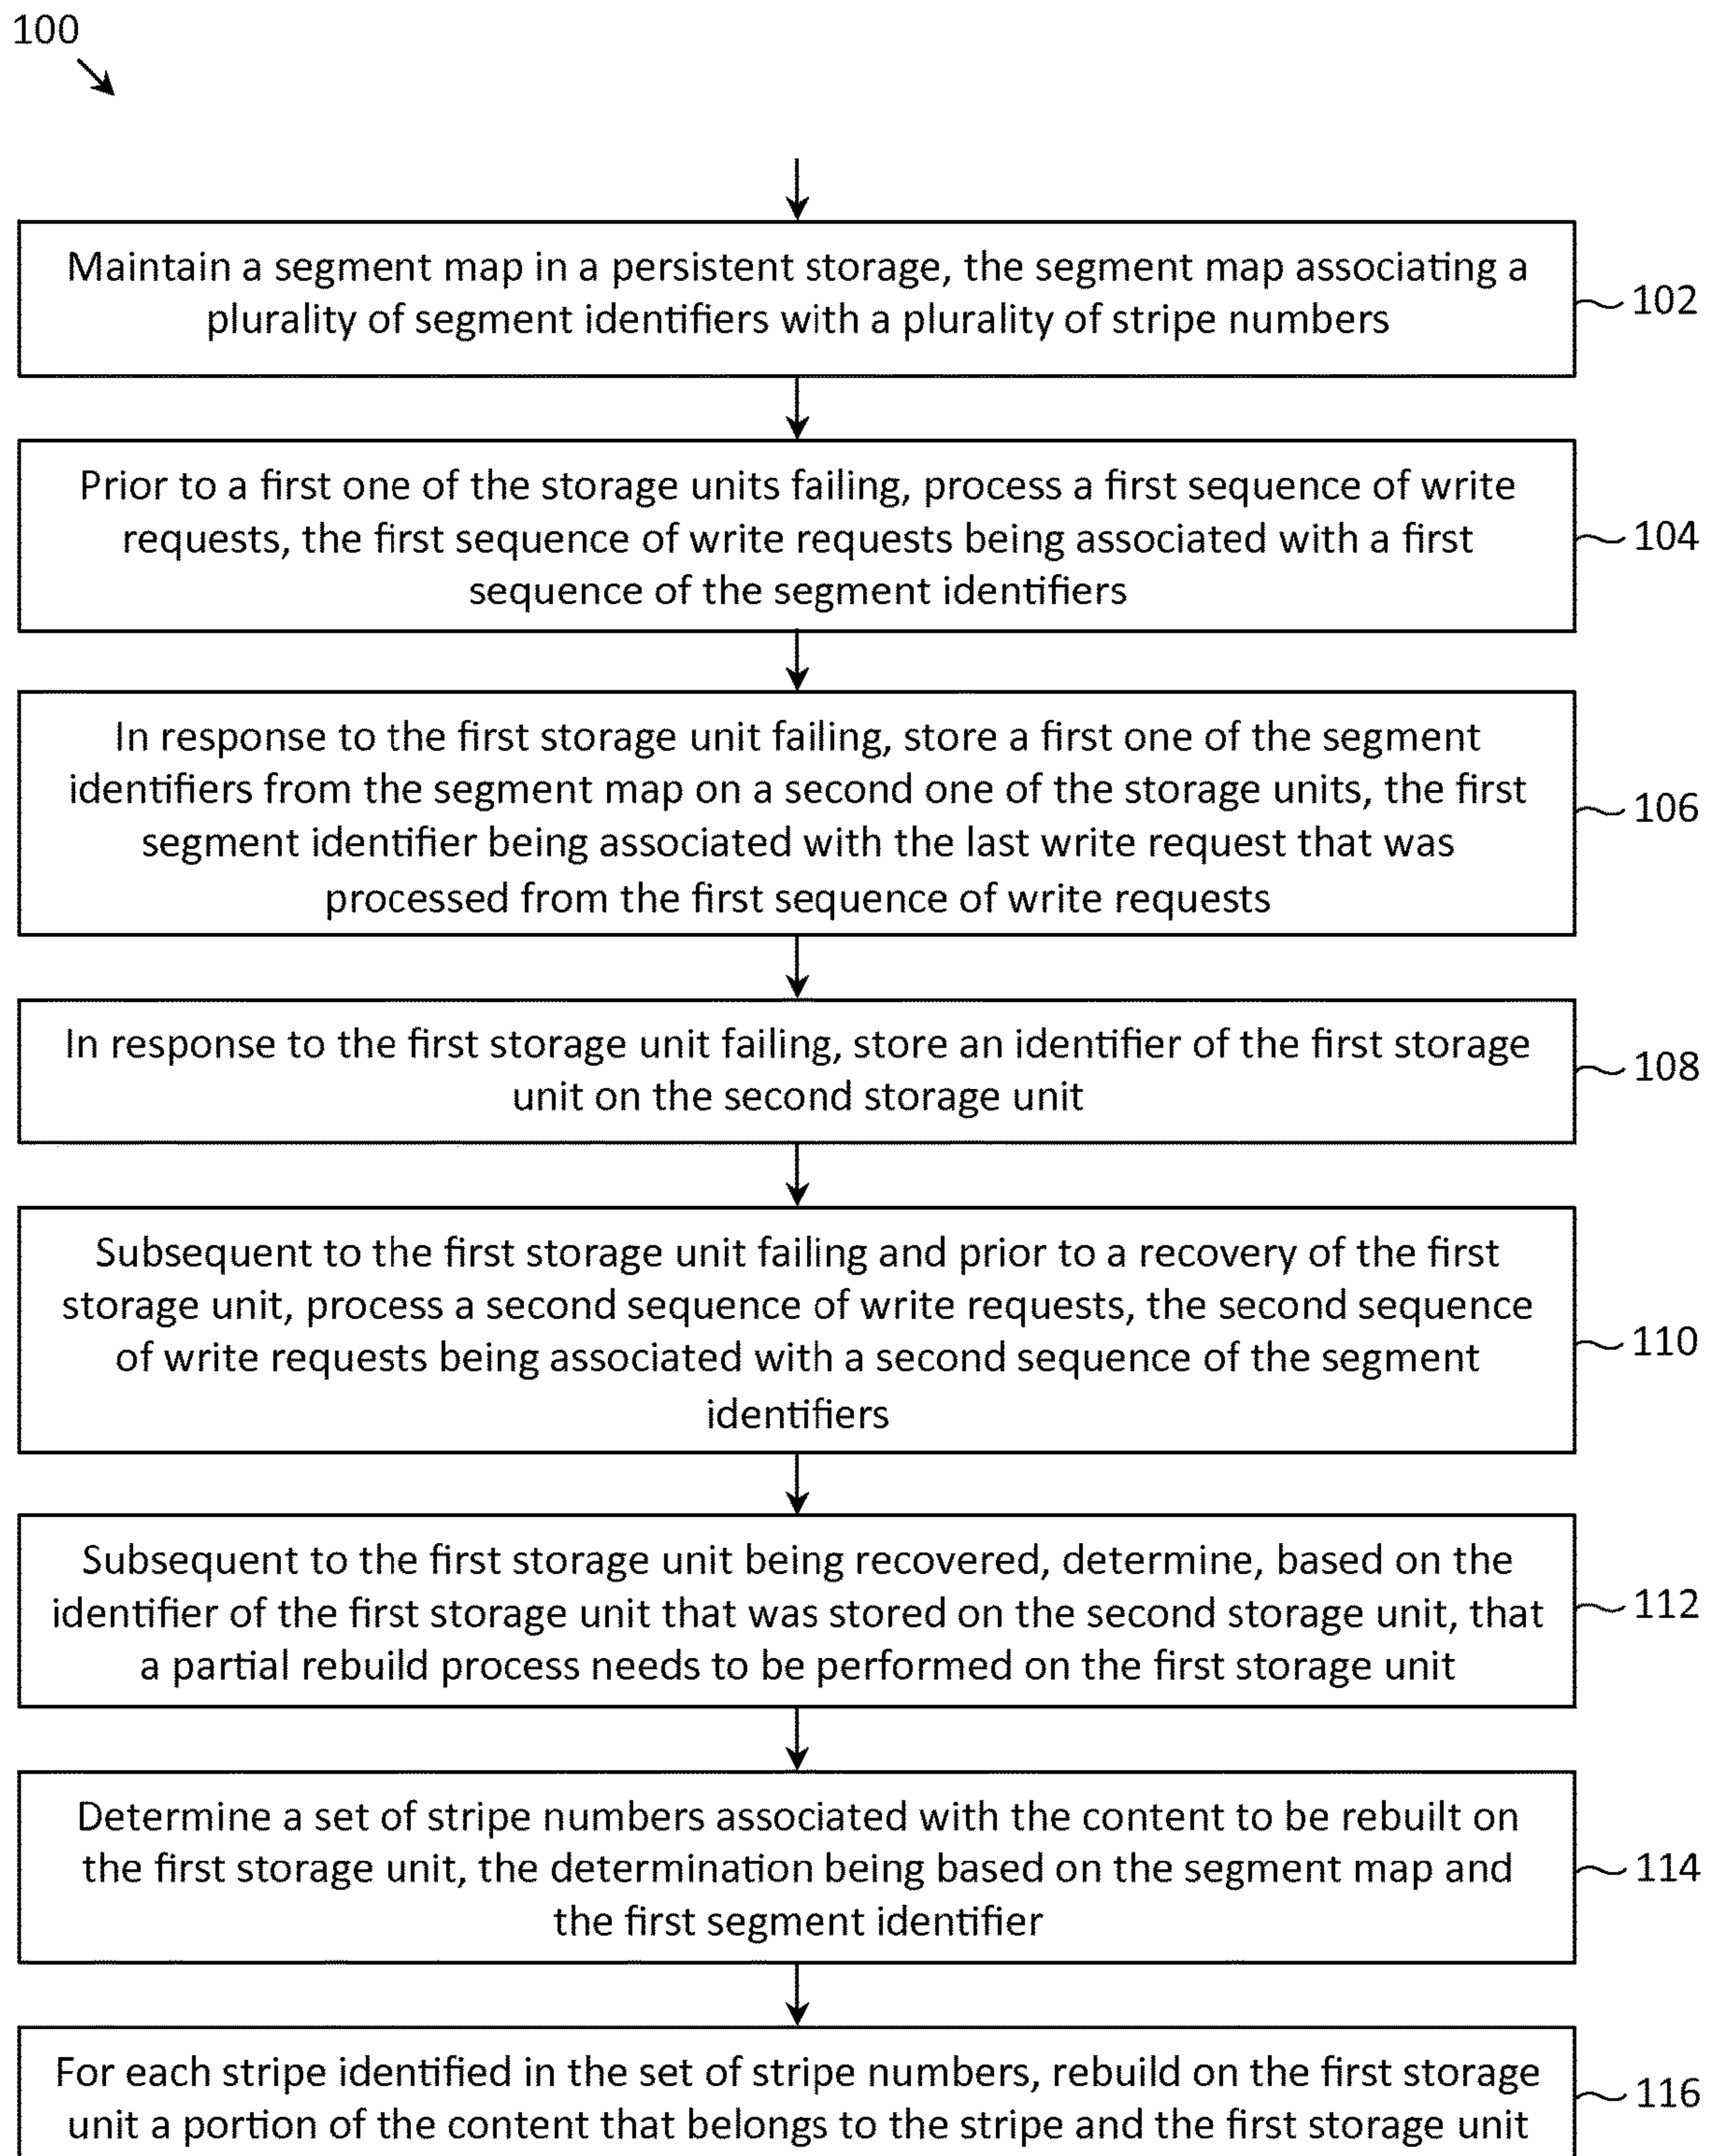 100
Maintain a segment map in a persistent storage, the segment map associating a
plurality of segment identifiers with a plurality of stripe numbers
102
Prior to a first one of the storage units failing, process a first sequence of write
requests, the first sequence of write requests being associated with a first
sequence of the segment identifiers
104
In response to the first storage unit failing, store a first one of the segment
identifiers from the segment map on a second one of the storage units, the first
segment identifier being associated with the last write request that was
processed from the first sequence of write requests
106
In response to the first storage unit failing, store an identifier of the first storage
unit on the second storage unit
108
Subsequent to the first storage unit failing and prior to a recovery of the first
storage unit, process a second sequence of write requests, the second sequence
of write requests being associated with a second sequence of the segment
identifiers
110
Subsequent to the first storage unit being recovered, determine, based on the
identifier of the first storage unit that was stored on the second storage unit, that
a partial rebuild process needs to be performed on the first storage unit
112
Determine a set of stripe numbers associated with the content to be rebuilt on
the first storage unit, the determination being based on the segment map and
the first segment identifier
114
For each stripe identified in the set of stripe numbers, rebuild on the first storage
unit a portion of the content that belongs to the stripe and the first storage unit
116